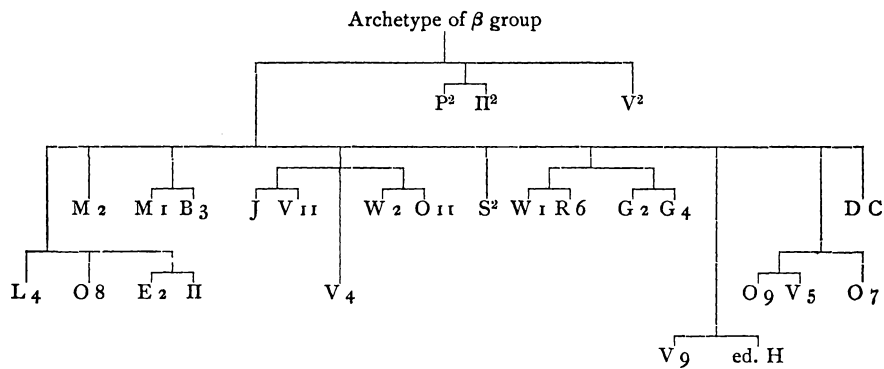 Archetype of β group
P² Π² V²
M 2 M 1 B 3 J V 11 W 2 O 11 S² W 1 R 6 G 2 G 4 D C
L 4 O 8 E 2 Π V 4 O 9 V 5 O 7
V 9 ed. H